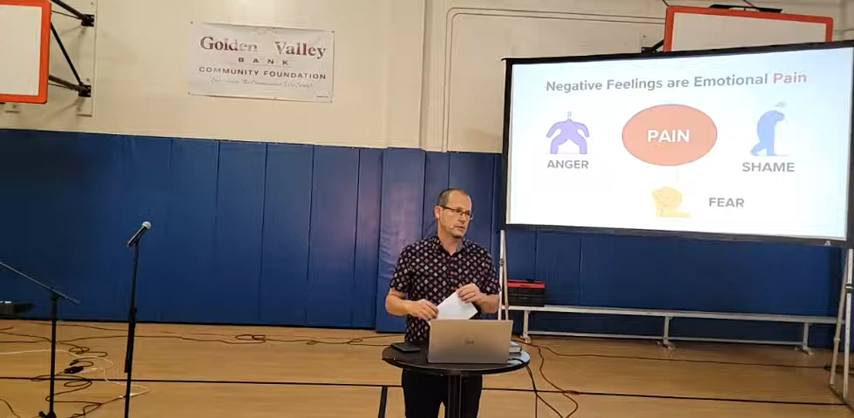 Golden Valley
BANK
COMMUNITY FOUNDATION
Negative Feelings are Emotional Pain
PAIN
ANGER
SHAME
FEAR